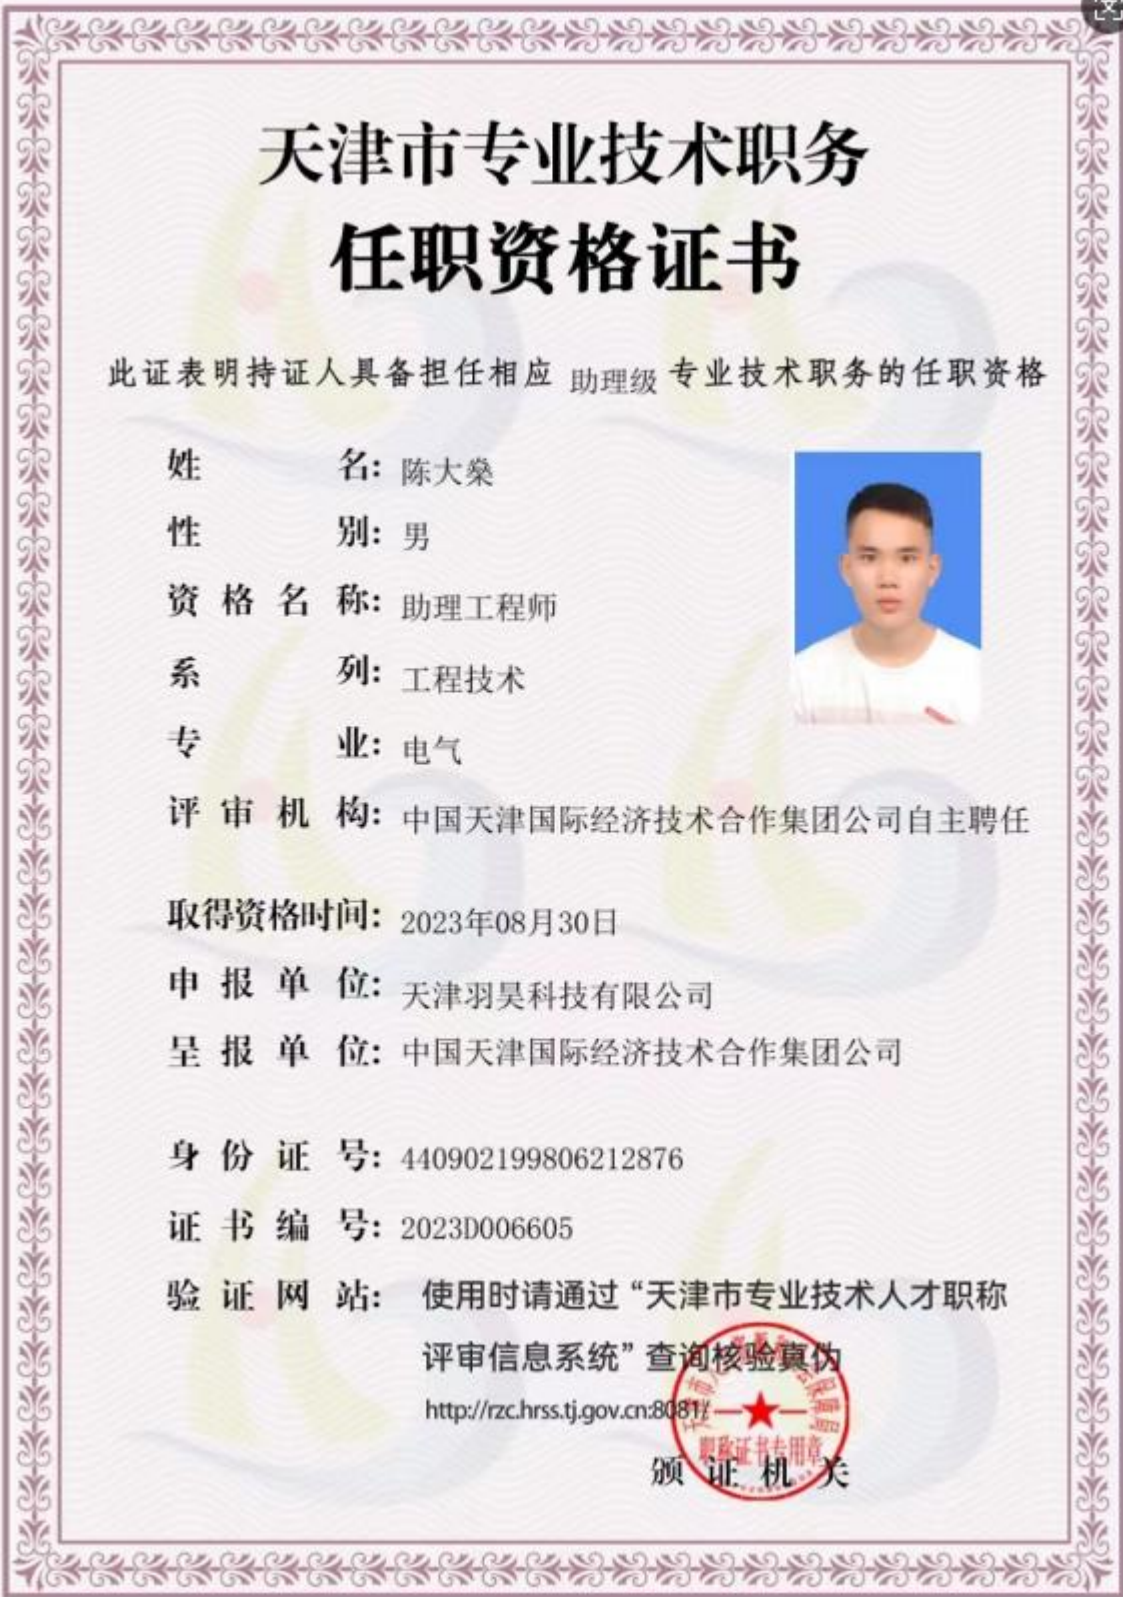 天津市专业技术职务
任职资格证书
此证表明持证人具备担任相应 助理级 专业技术职务的任职资格
姓名：陈大燊
性别：男
资格名称：助理工程师
系列：工程技术
专业：电气
评审机构：中国天津国际经济技术合作集团公司自主聘任
取得资格时间：2023年08月30日
申报单位：天津羽昊科技有限公司
呈报单位：中国天津国际经济技术合作集团公司
身份证号：440902199806212876
证书编号：2023D006605
验证网站：使用时请通过“天津市专业技术人才职称
评审信息系统”查询核验真伪
http://rzc.hrss.tj.gov.cn:8081/
职称证书专用章
颁证机关